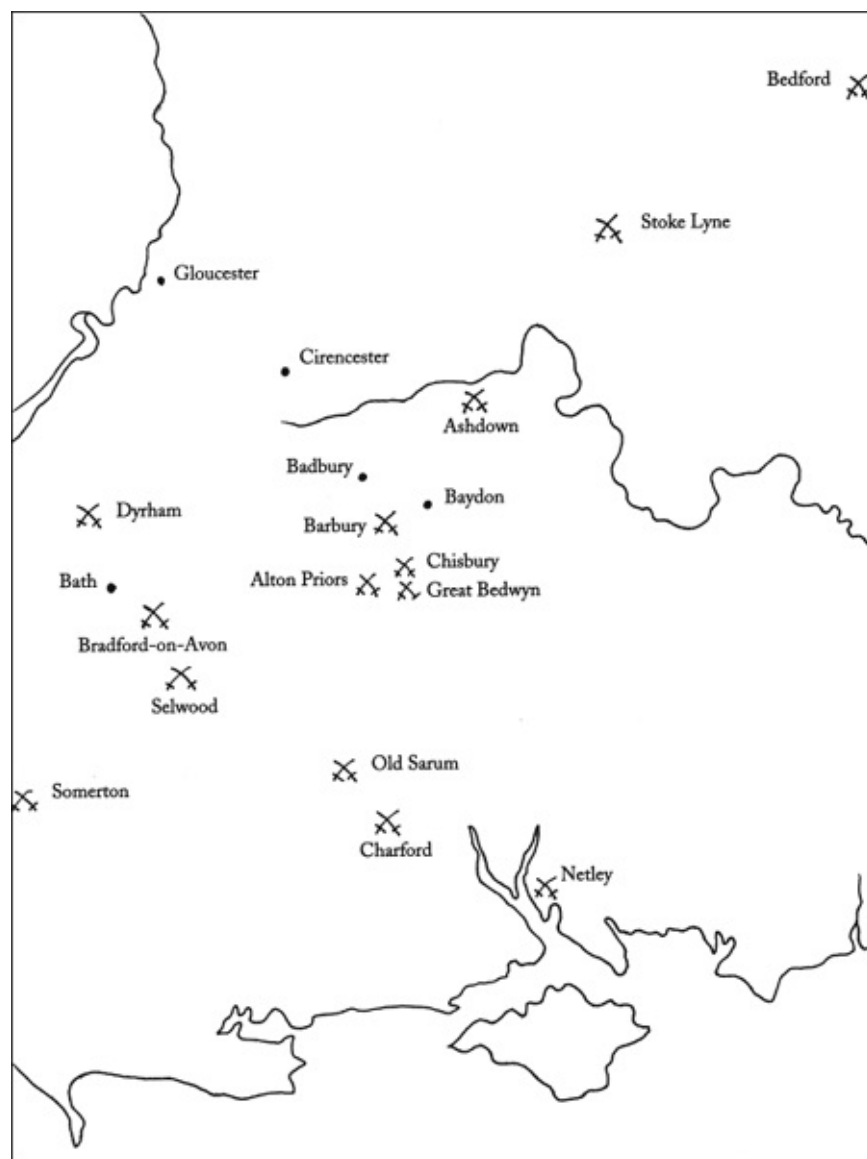 Bedford
Stoke Lyne
Gloucester
Cirencester
Ashdown
Badbury
Baydon
Dyrham
Barbury
Chisbury
Bath
Alton Priors
Great Bedwyn
Bradford-on-Avon
Selwood
Old Sarum
Somerton
Charford
Netley